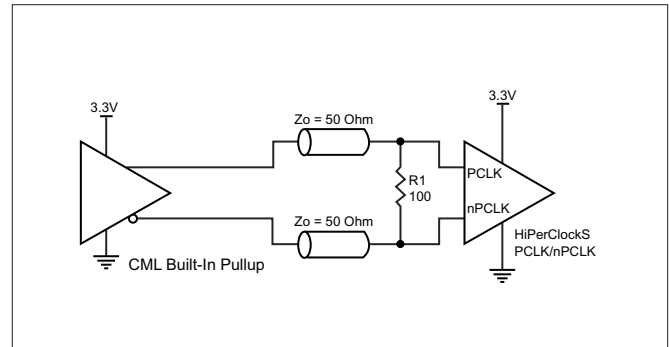 3.3V
Zo = 50 Ohm
3.3V
R1
100
PCLK
nPCLK
Zo = 50 Ohm
HiPerClockS
PCLK/nPCLK
CML Built-In Pullup